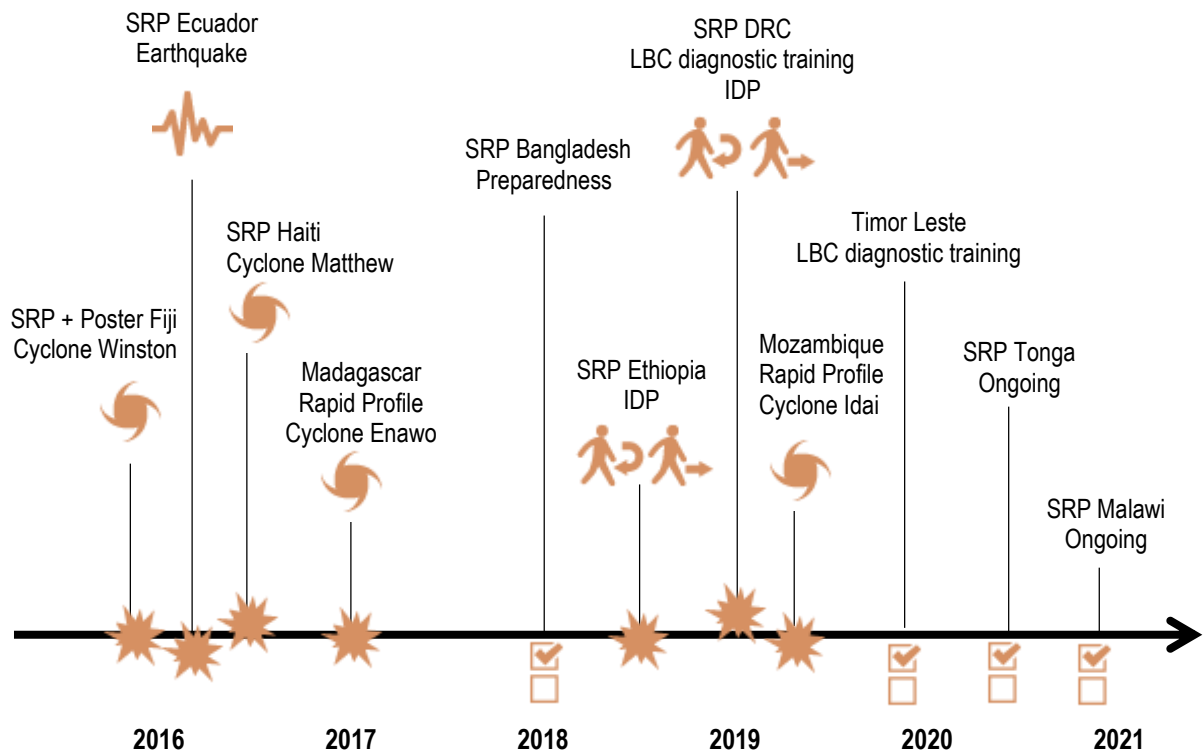 SRP Ecuador
Earthquake
SRP DRC
LBC diagnostic training
IDP
SRP Bangladesh
Preparedness
Timor Leste
LBC diagnostic training
SRP Haiti
Cyclone Matthew
SRP + Poster Fiji
Cyclone Winston
Madagascar
Rapid Profile
Cyclone Enawo
SRP Ethiopia
IDP
Mozambique
Rapid Profile
Cyclone Idai
SRP Tonga
Ongoing
SRP Malawi
Ongoing
2016
2017
2018
2019
2020
2021